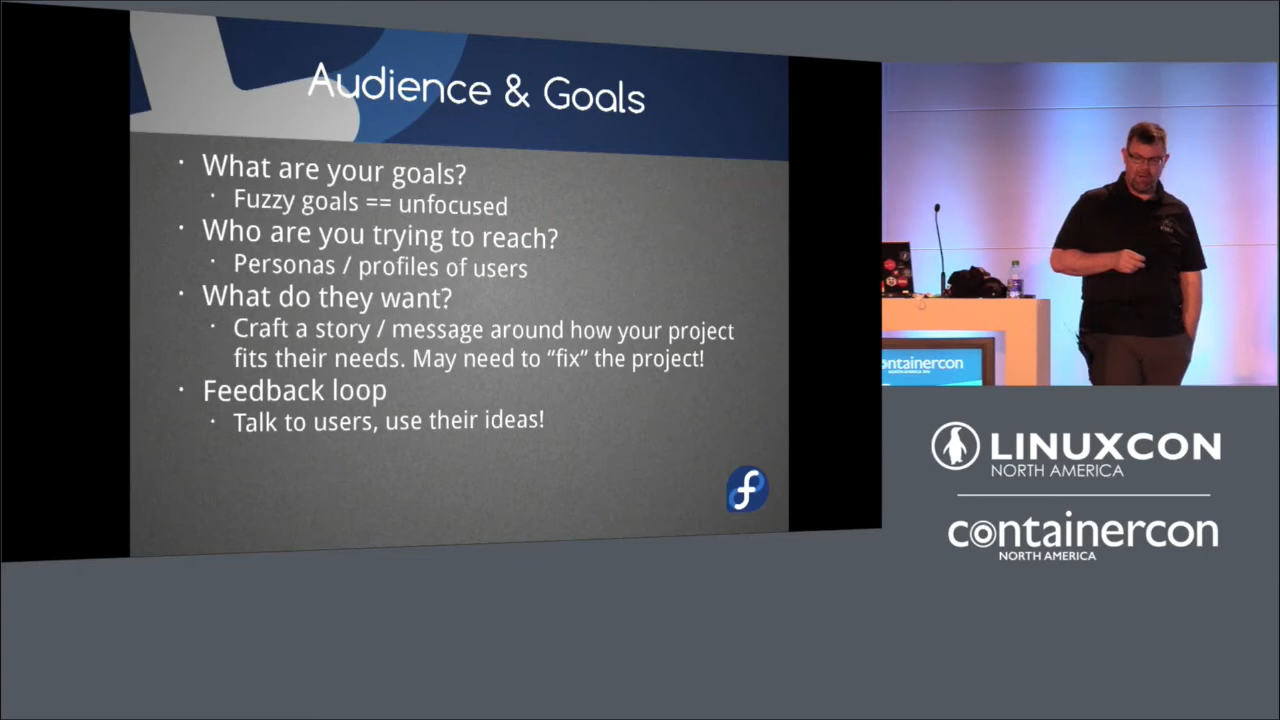 Audience & Goals
· What are your goals?
· Fuzzy goals == unfocused
· Who are you trying to reach?
· Personas / profiles of users
· What do they want?
· Craft a story / message around how your project
fits their needs. May need to “fix” the project!
· Feedback loop
· Talk to users, use their ideas!
ontainercon
LINUXCON
NORTH AMERICA
containercon
NORTH AMERICA